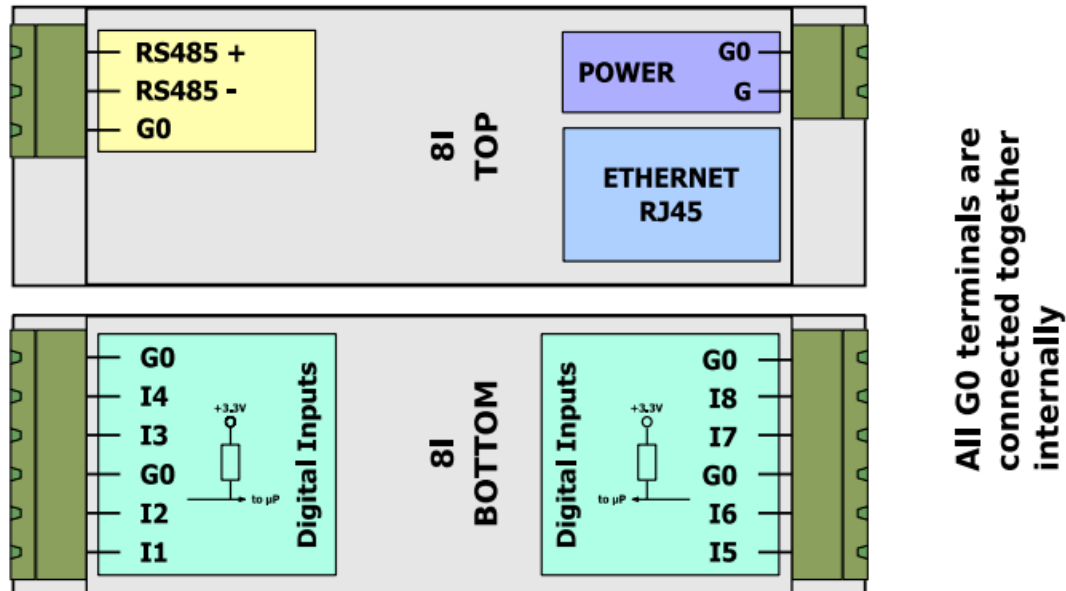 RS485 +
RS485 -
G0
8I
TOP
POWER
G0
G
ETHERNET
RJ45
G0
I4
I3
G0
I2
I1
+3.3V
to µP
Digital Inputs
8I
BOTTOM
Digital Inputs
+3.3V
to µP
G0
I8
I7
G0
I6
I5
All G0 terminals are
connected together
internally